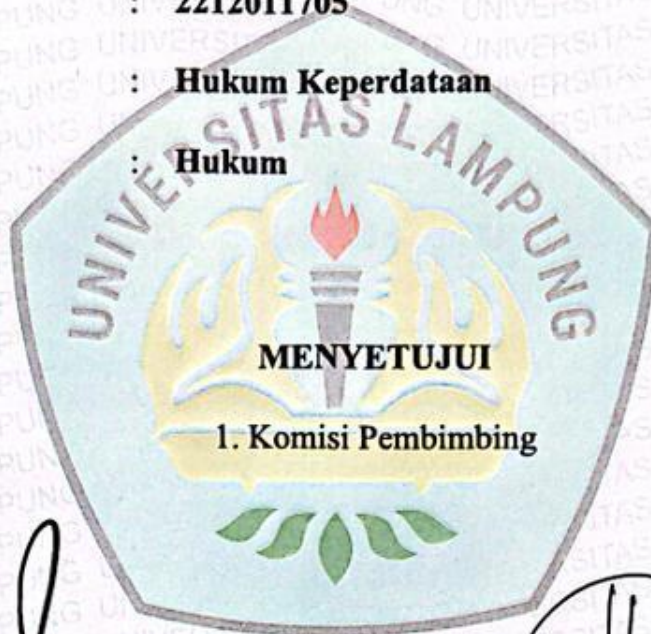 : 2212011705
: Hukum Keperdataan
: Hukum
UNIVERSITAS LAMPUNG
MENYETUJUI
1. Komisi Pembimbing